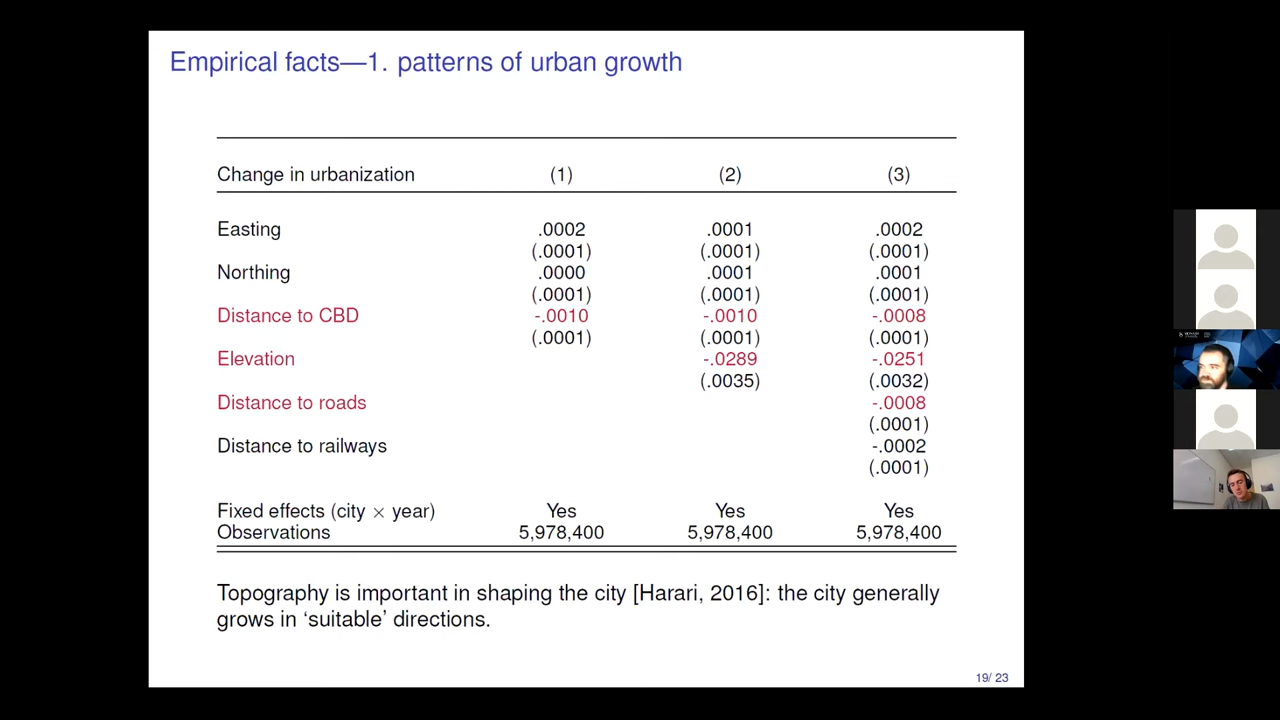 Empirical facts—1. patterns of urban growth
Change in urbanization (1) (2) (3)
Easting .0002 .0001 .0002
(.0001) (.0001) (.0001)
Northing .0000 .0001 .0001
(.0001) (.0001) (.0001)
Distance to CBD -.0010 -.0010 -.0008
(.0001) (.0001) (.0001)
Elevation -.0289 -.0251
(.0035) (.0032)
Distance to roads -.0008
(.0001)
Distance to railways -.0002
(.0001)
Fixed effects (city × year) Yes Yes Yes
Observations 5,978,400 5,978,400 5,978,400
Topography is important in shaping the city [Harari, 2016]: the city generally
grows in ‘suitable’ directions.
19/ 23